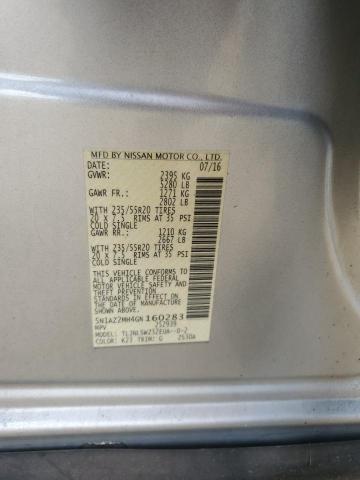 MFD BY NISSAN MOTOR CO., LTD.
DATE: 07/16
GVWR: 2395 KG
5280 LB
GAWR FR.: 1271 KG
2802 LB
WITH 235/55R20 TIRES
20 x 7.5 RIMS AT 35 PSI
COLD SINGLE
GAWR RR.: 1210 KG
2667 LB
WITH 235/55R20 TIRES
20 x 7.5 RIMS AT 35 PSI
COLD SINGLE
THIS VEHICLE CONFORMS TO
ALL APPLICABLE FEDERAL
MOTOR VEHICLE SAFETY AND
STANDARDS IN EFFECT ON
THE DATE OF MANUFACTURE
SHOWN ABOVE.
5N1AZ2MH4GN160283
MPV 252939
MODEL:
COLOR: K23 TRIM: G